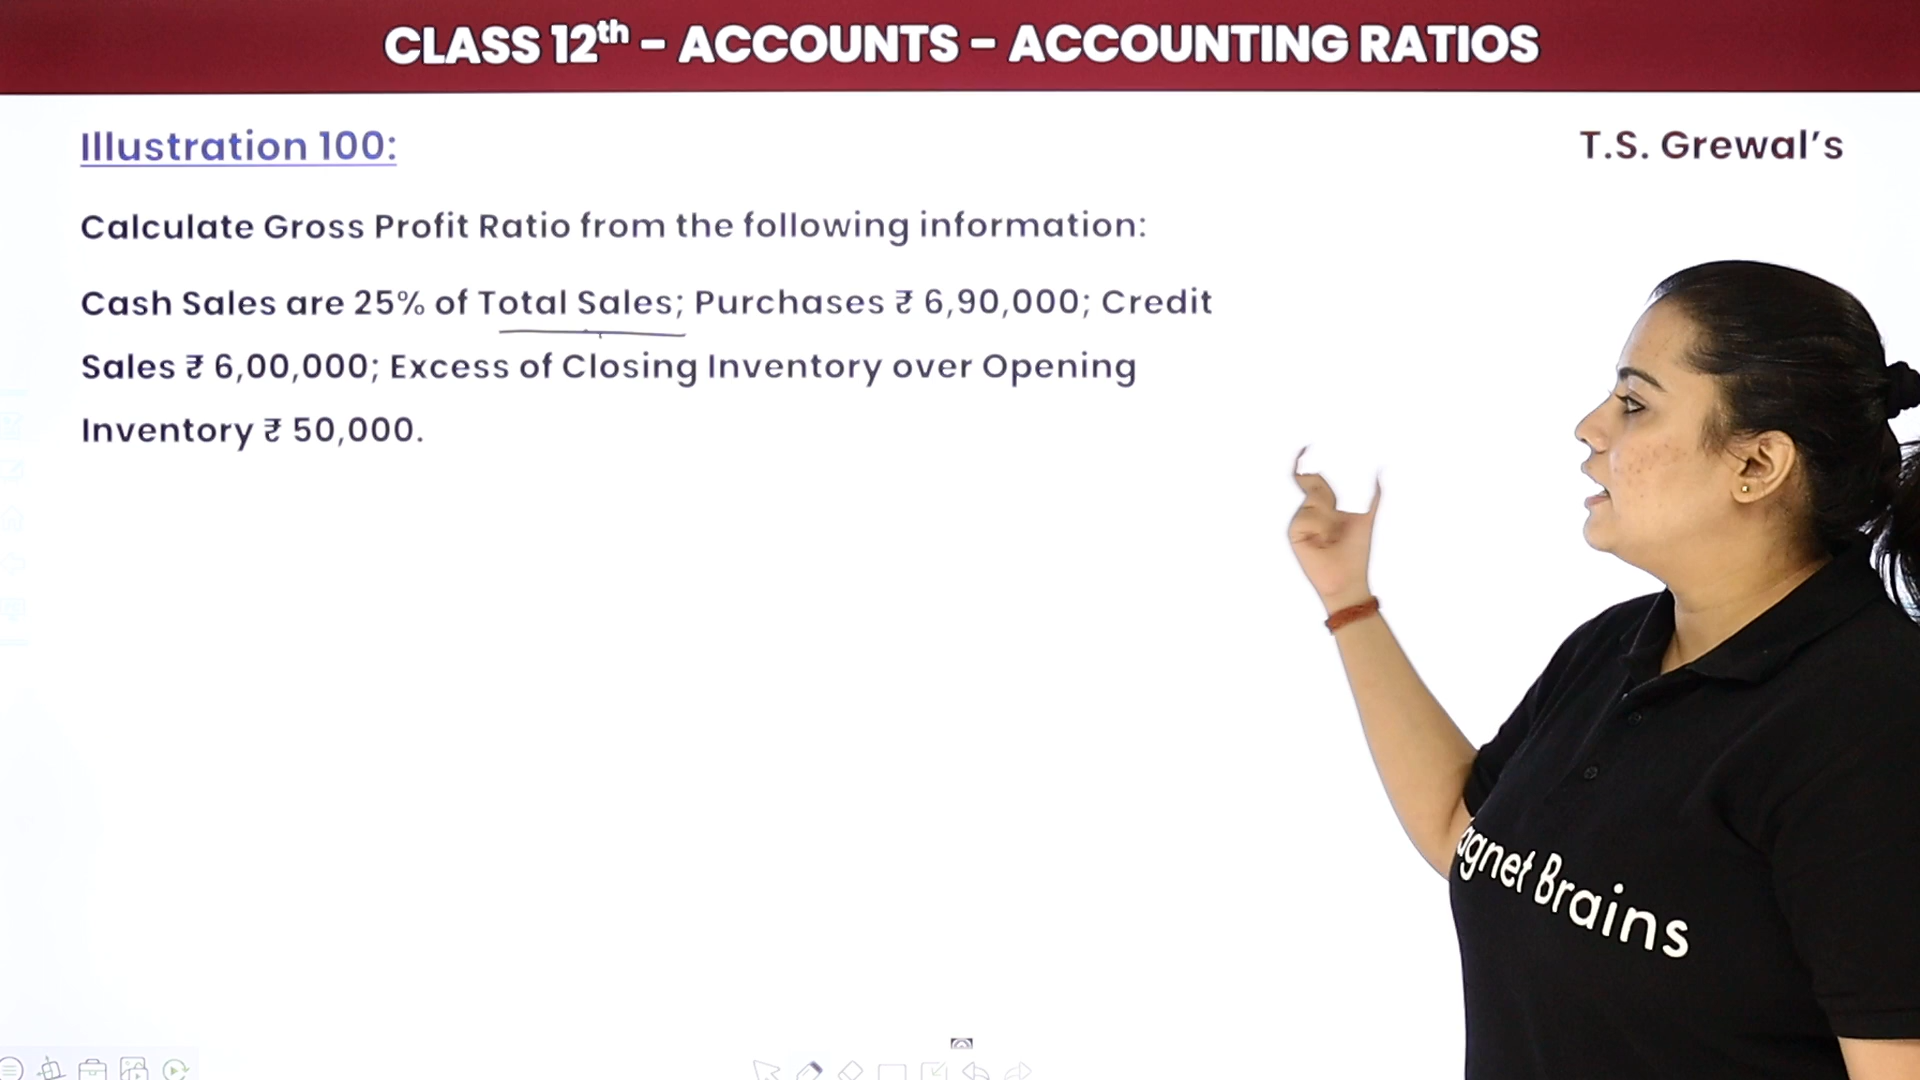 CLASS 12th – ACCOUNTS – ACCOUNTING RATIOS
Illustration 100:
T.S. Grewal's
Calculate Gross Profit Ratio from the following information:
Cash Sales are 25% of Total Sales; Purchases ₹ 6,90,000; Credit
Sales ₹ 6,00,000; Excess of Closing Inventory over Opening
Inventory ₹ 50,000.
agnet Brains